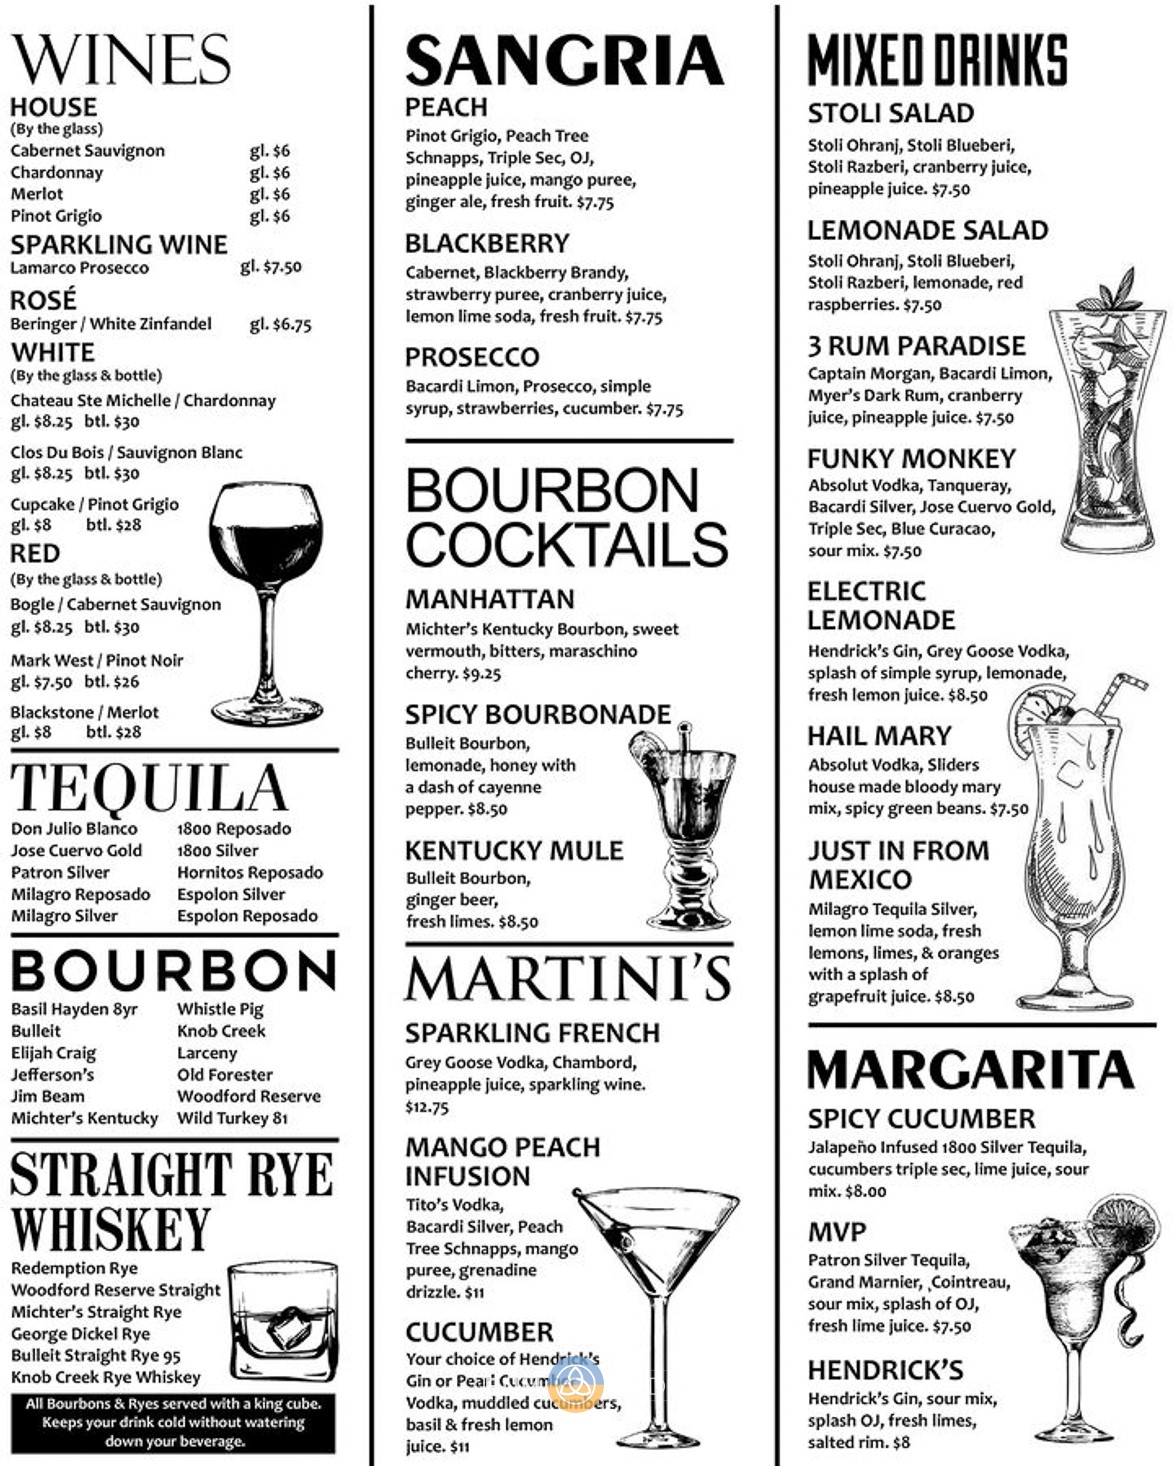 WINES
HOUSE
(By the glass)
Cabernet Sauvignon gl. $6
Chardonnay gl. $6
Merlot gl. $6
Pinot Grigio gl. $6
SPARKLING WINE
Lamarco Prosecco gl. $7.50
ROSÉ
Beringer / White Zinfandel gl. $6.75
WHITE
(By the glass & bottle)
Chateau Ste Michelle / Chardonnay
gl. $8.25 btl. $30
Clos Du Bois / Sauvignon Blanc
gl. $8.25 btl. $30
Cupcake / Pinot Grigio
gl. $8 btl. $28
RED
(By the glass & bottle)
Bogle / Cabernet Sauvignon
gl. $8.25 btl. $30
Mark West / Pinot Noir
gl. $7.50 btl. $26
Blackstone / Merlot
gl. $8 btl. $28
TEQUILA
Don Julio Blanco 1800 Reposado
Jose Cuervo Gold 1800 Silver
Patron Silver Hornitos Reposado
Milagro Reposado Espolon Silver
Milagro Silver Espolon Reposado
BOURBON
Basil Hayden 8yr Whistle Pig
Bulleit Knob Creek
Elijah Craig Larceny
Jefferson's Old Forester
Jim Beam Woodford Reserve
Michter's Kentucky Wild Turkey 81
STRAIGHT RYE
WHISKEY
Redemption Rye
Woodford Reserve Straight
Michter's Straight Rye
George Dickel Rye
Bulleit Straight Rye 95
Knob Creek Rye Whiskey
All Bourbons & Ryes served with a king cube.
Keeps your drink cold without watering
down your beverage.
SANGRIA
PEACH
Pinot Grigio, Peach Tree
Schnapps, Triple Sec, OJ,
pineapple juice, mango puree,
ginger ale, fresh fruit. $7.75
BLACKBERRY
Cabernet, Blackberry Brandy,
strawberry puree, cranberry juice,
lemon lime soda, fresh fruit. $7.75
PROSECCO
Bacardi Limon, Prosecco, simple
syrup, strawberries, cucumber. $7.75
BOURBON
COCKTAILS
MANHATTAN
Michter's Kentucky Bourbon, sweet
vermouth, bitters, maraschino
cherry. $9.25
SPICY BOURBONADE
Bulleit Bourbon,
lemonade, honey with
a dash of cayenne
pepper. $8.50
KENTUCKY MULE
Bulleit Bourbon,
ginger beer,
fresh limes. $8.50
MARTINI'S
SPARKLING FRENCH
Grey Goose Vodka, Chambord,
pineapple juice, sparkling wine.
$12.75
MANGO PEACH
INFUSION
Tito's Vodka,
Bacardi Silver, Peach
Tree Schnapps, mango
puree, grenadine
drizzle. $11
CUCUMBER
Your choice of Hendrick's
Gin or Pearl Cucumber
Vodka, muddled cucumbers,
basil & fresh lemon
juice. $11
MIXED DRINKS
STOLI SALAD
Stoli Ohranj, Stoli Blueberi,
Stoli Razberi, cranberry juice,
pineapple juice. $7.50
LEMONADE SALAD
Stoli Ohranj, Stoli Blueberi,
Stoli Razberi, lemonade, red
raspberries. $7.50
3 RUM PARADISE
Captain Morgan, Bacardi Limon,
Myer's Dark Rum, cranberry
juice, pineapple juice. $7.50
FUNKY MONKEY
Absolut Vodka, Tanqueray,
Bacardi Silver, Jose Cuervo Gold,
Triple Sec, Blue Curacao,
sour mix. $7.50
ELECTRIC
LEMONADE
Hendrick's Gin, Grey Goose Vodka,
splash of simple syrup, lemonade,
fresh lemon juice. $8.50
HAIL MARY
Absolut Vodka, Sliders
house made bloody mary
mix, spicy green beans. $7.50
JUST IN FROM
MEXICO
Milagro Tequila Silver,
lemon lime soda, fresh
lemons, limes, & oranges
with a splash of
grapefruit juice. $8.50
MARGARITA
SPICY CUCUMBER
Jalapeño Infused 1800 Silver Tequila,
cucumbers triple sec, lime juice, sour
mix. $8.00
MVP
Patron Silver Tequila,
Grand Marnier, ,Cointreau,
sour mix, splash of OJ,
fresh lime juice. $7.50
HENDRICK'S
Hendrick's Gin, sour mix,
splash OJ, fresh limes,
salted rim. $8